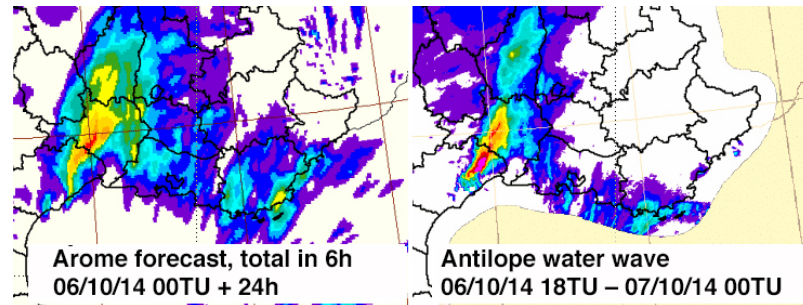 Arome forecast, total in 6h
06/10/14 00TU + 24h
Antilope water wave
06/10/14 18TU – 07/10/14 00TU